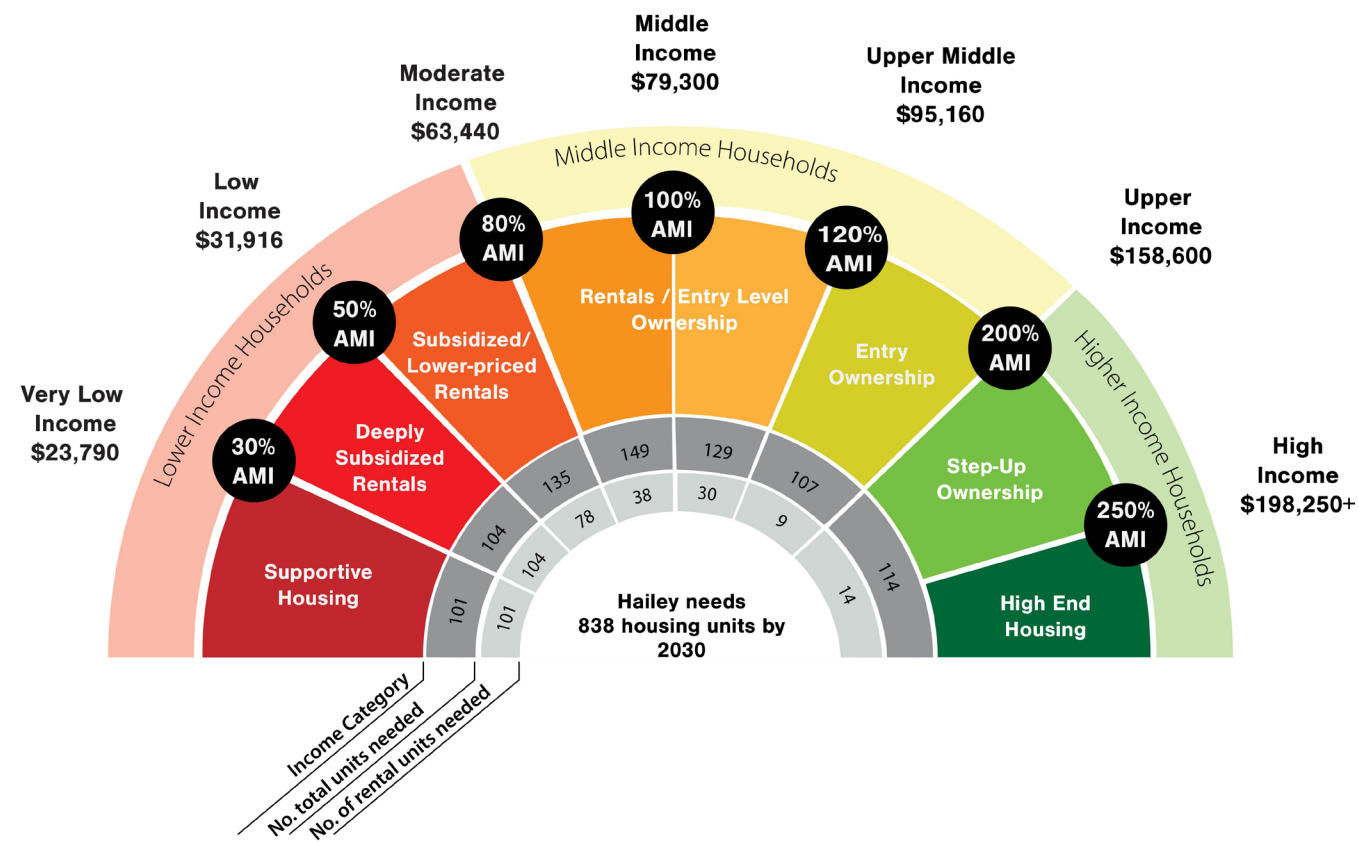 Very Low
Income
$23,790
Low
Income
$31,916
Moderate
Income
$63,440
Middle
Income
$79,300
Upper Middle
Income
$95,160
Upper
Income
$158,600
High
Income
$198,250+
Lower Income Households
Middle Income Households
Higher Income Households
30%
AMI
50%
AMI
80%
AMI
100%
AMI
120%
AMI
200%
AMI
250%
AMI
Supportive
Housing
Deeply
Subsidized
Rentals
Subsidized/
Lower-priced
Rentals
Rentals / Entry Level
Ownership
Entry
Ownership
Step-Up
Ownership
High End
Housing
101
104
135
149
129
107
114
101
104
78
38
30
9
14
Hailey needs
838 housing units by
2030
Income Category
No. total units needed
No. of rental units needed